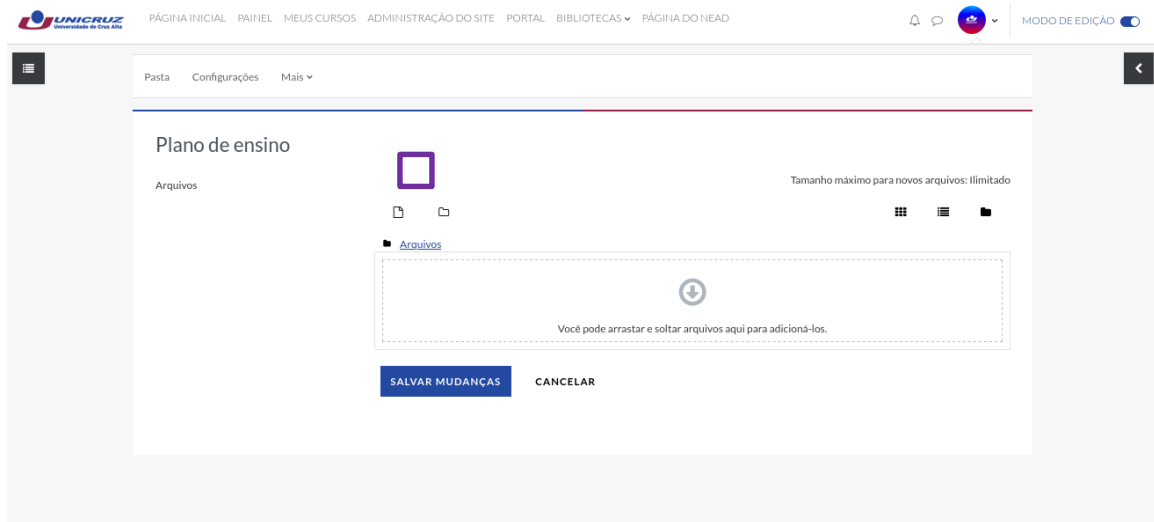 UNICRUZ
Universidade de Cruz Alta
PÁGINA INICIAL PAINEL MEUS CURSOS ADMINISTRAÇÃO DO SITE PORTAL BIBLIOTECAS PÁGINA DO NEAD
MODO DE EDIÇÃO
Pasta Configurações Mais
Plano de ensino
Arquivos
Tamanho máximo para novos arquivos: Ilimitado
Arquivos
Você pode arrastar e soltar arquivos aqui para adicioná-los.
SALVAR MUDANÇAS CANCELAR